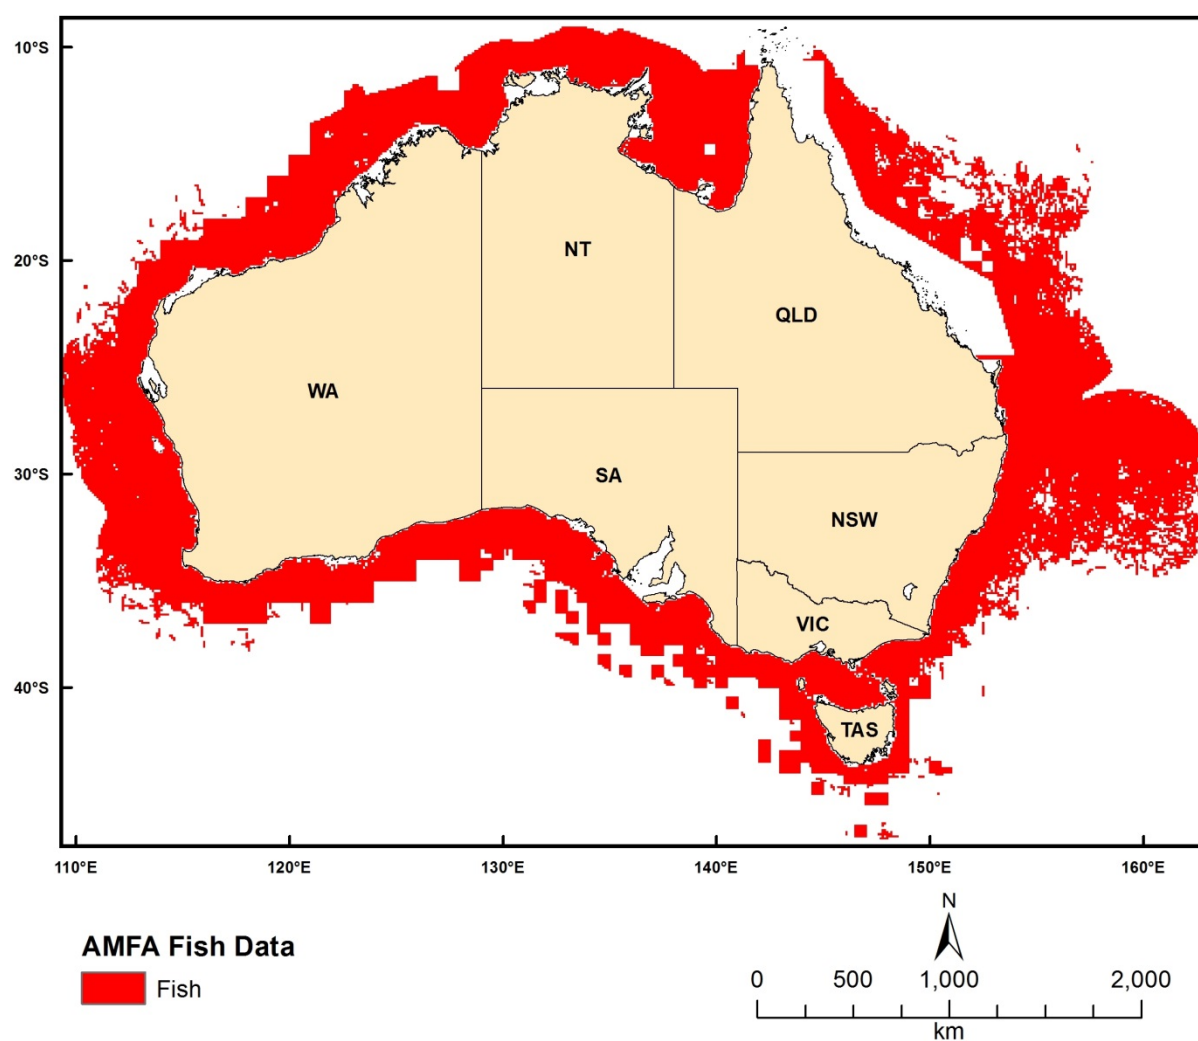 10°S
20°S
30°S
40°S
NT
QLD
WA
SA
NSW
VIC
TAS
110°E 120°E 130°E 140°E 150°E 160°E
AMFA Fish Data
Fish
N
0 500 1,000 2,000
km